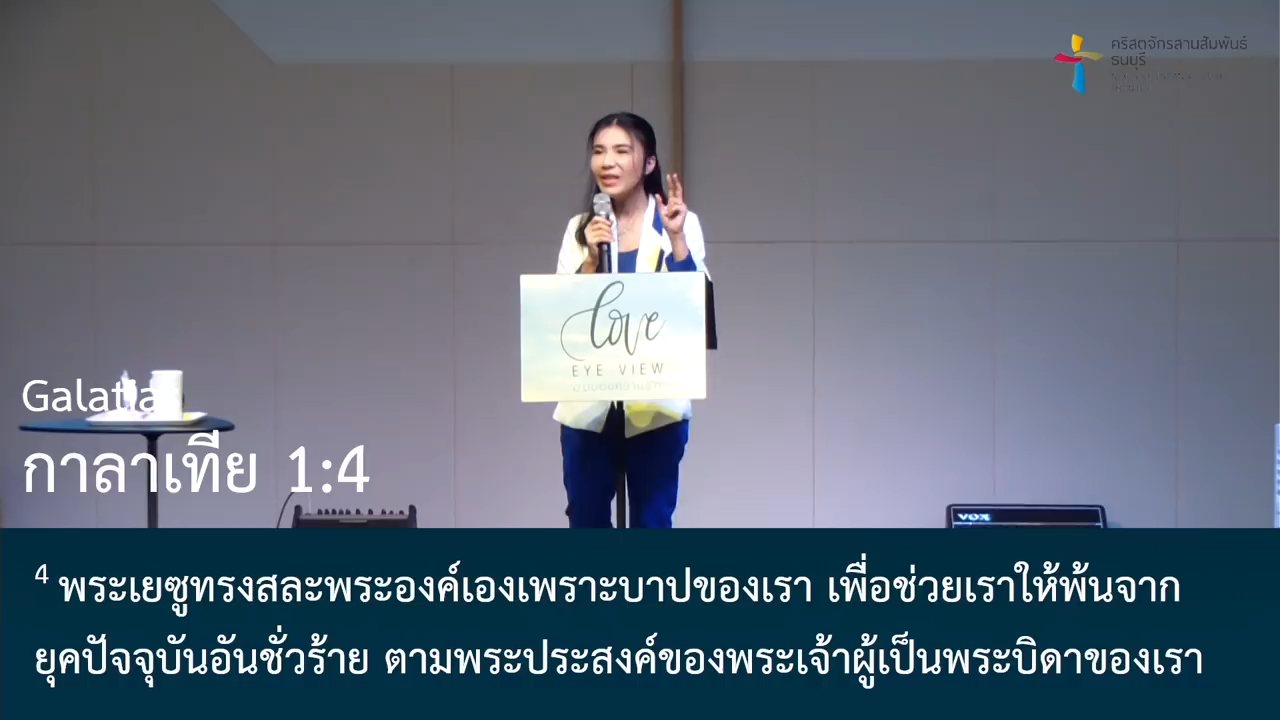 คริสตจักรสานสัมพันธ์
ธนบุรี
love
EYE VIEW
Galatia
กาลาเทีย 1:4
VOX
4 พระเยซูทรงสละพระองค์เองเพราะบาปของเรา เพื่อช่วยเราให้พ้นจาก
ยุคปัจจุบันอันชั่วร้าย ตามพระประสงค์ของพระเจ้าผู้เป็นพระบิดาของเรา